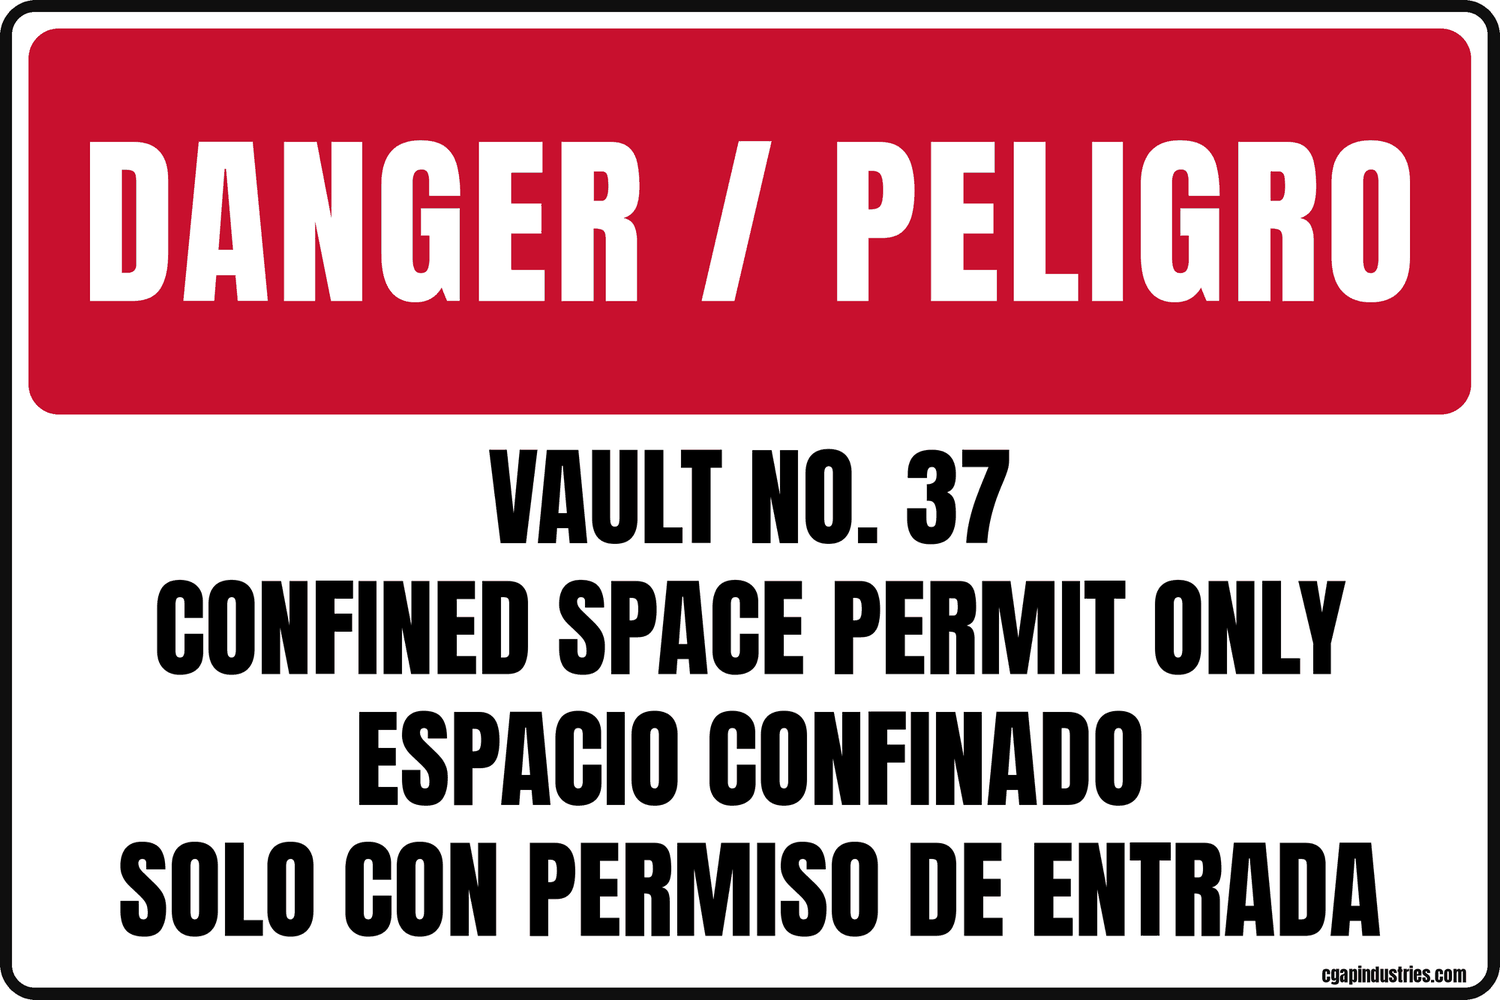 DANGER / PELIGRO
VAULT NO. 37
CONFINED SPACE PERMIT ONLY
ESPACIO CONFINADO
SOLO CON PERMISO DE ENTRADA
cgapindustries.com